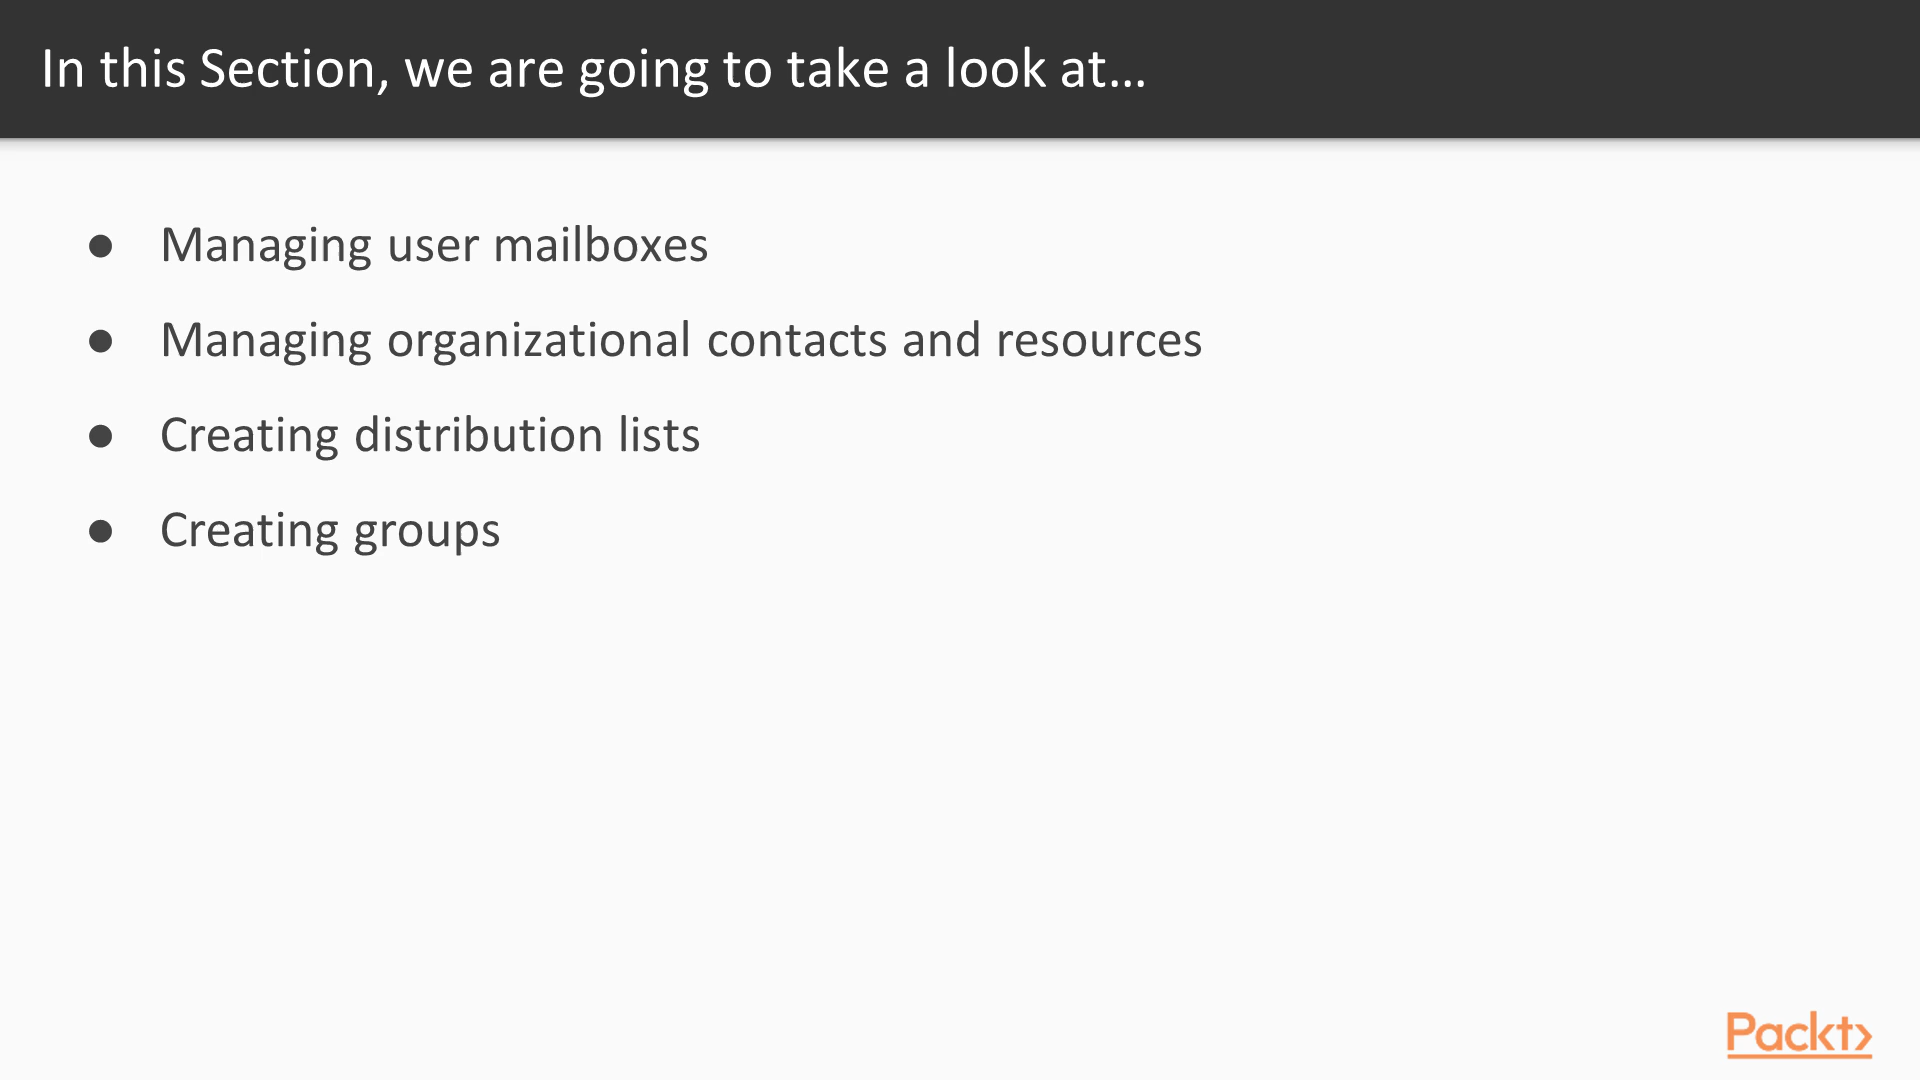 In this Section, we are going to take a look at…
● Managing user mailboxes
● Managing organizational contacts and resources
● Creating distribution lists
● Creating groups
Packt>